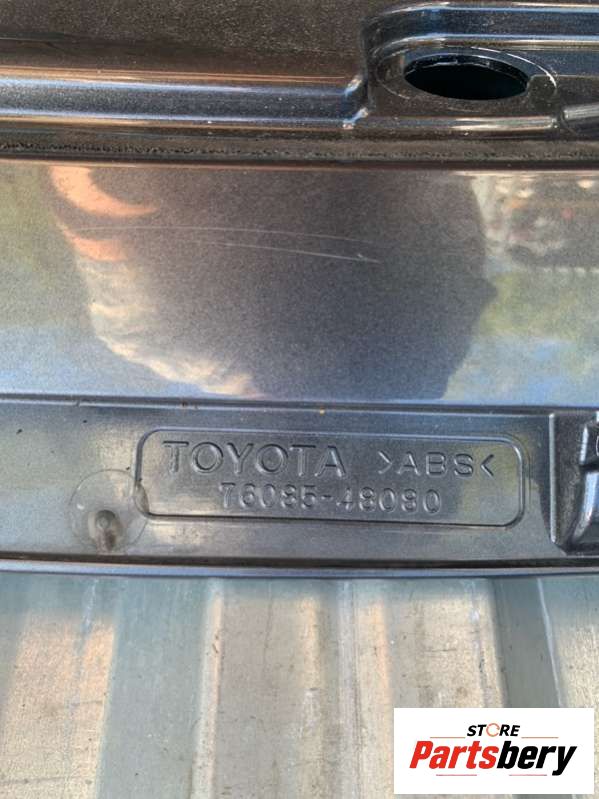 TOYOTA >ABS<
76085-48080
STORE
Partsbery